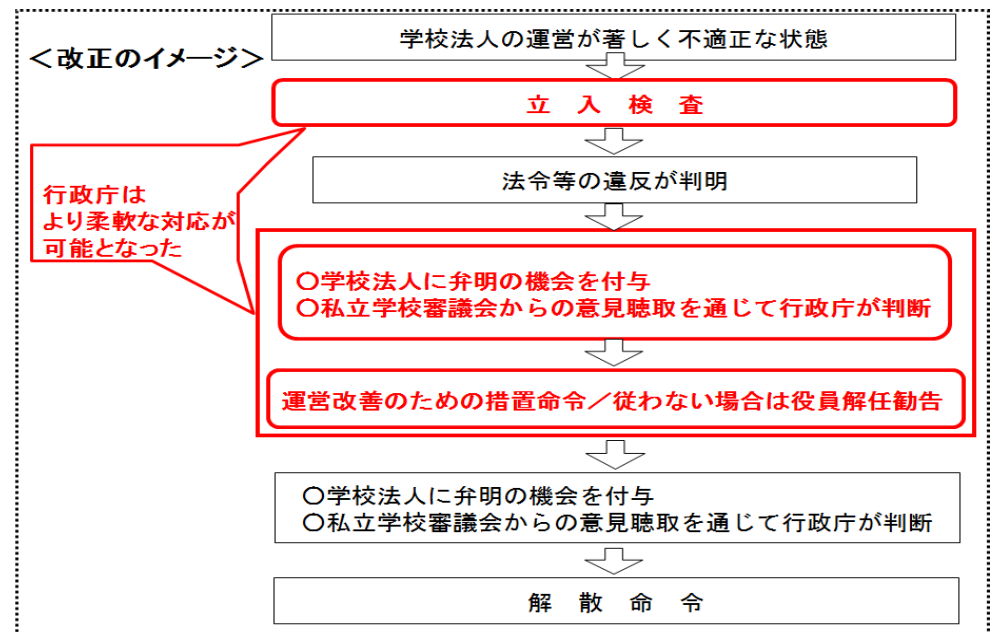 ＜改正のイメージ＞
学校法人の運営が著しく不適正な状態
立　入　検　査
法令等の違反が判明
行政庁は
より柔軟な対応が
可能となった
〇学校法人に弁明の機会を付与
〇私立学校審議会からの意見聴取を通じて行政庁が判断
運営改善のための措置命令／従わない場合は役員解任勧告
〇学校法人に弁明の機会を付与
〇私立学校審議会からの意見聴取を通じて行政庁が判断
解　散　命　令